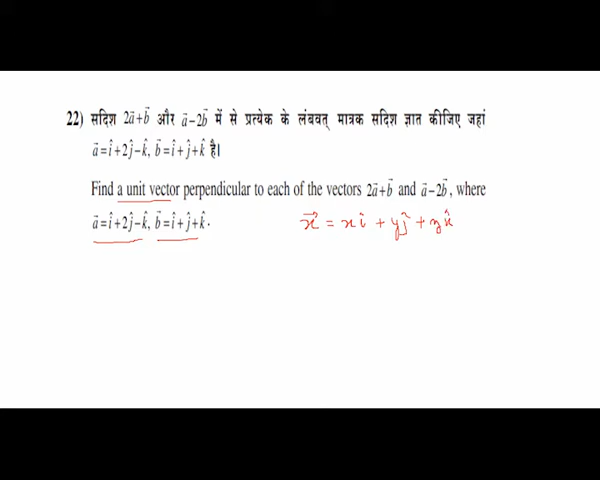 22) सदिश 2a⃗+b⃗ और a⃗−2b⃗ में से प्रत्येक के लंबवत् मात्रक सदिश ज्ञात कीजिए जहां
a⃗=î+2ĵ−k̂, b⃗=î+ĵ+k̂ है।
Find a unit vector perpendicular to each of the vectors 2a⃗+b⃗ and a⃗−2b⃗, where
a⃗=î+2ĵ−k̂, b⃗=î+ĵ+k̂. x⃗ = xî + yĵ + zk̂